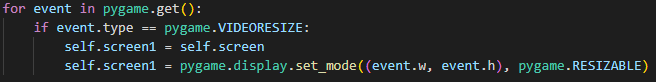 for event in pygame.get():
    if event.type == pygame.VIDEORESIZE:
        self.screen1 = self.screen
        self.screen1 = pygame.display.set_mode((event.w, event.h), pygame.RESIZABLE)